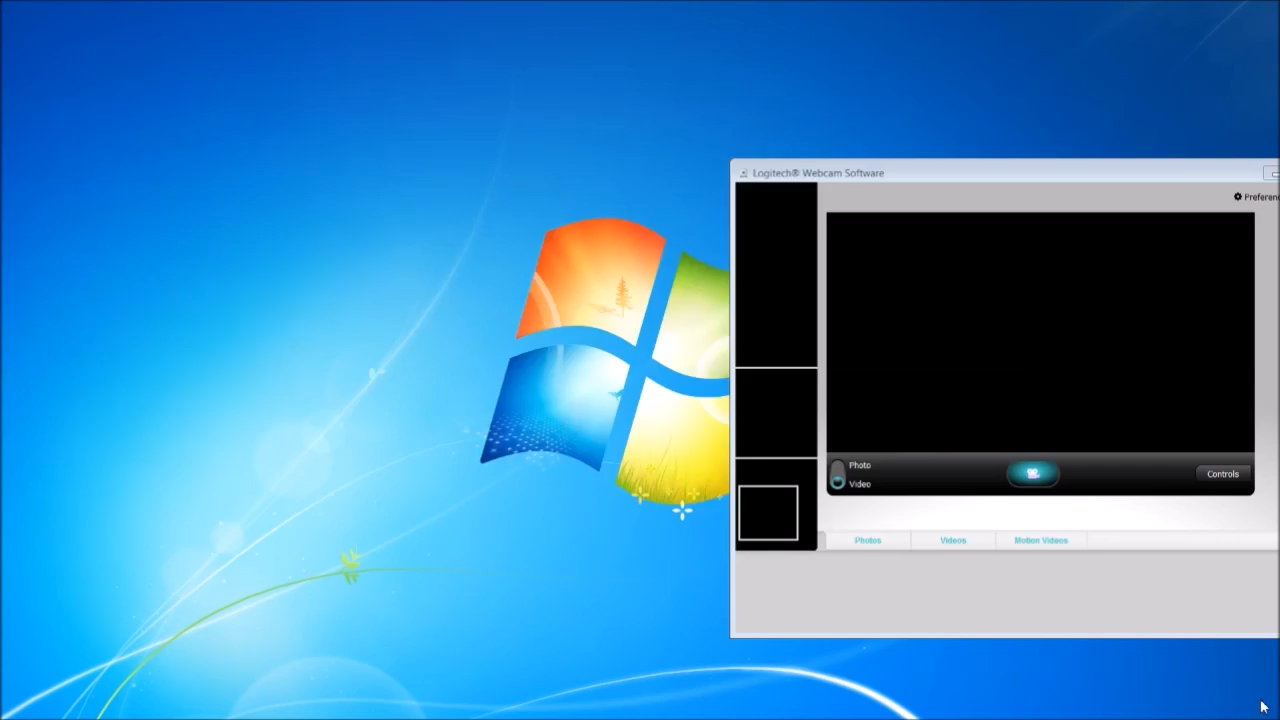 Logitech® Webcam Software
Preferen
Photo
Video
Controls
Photos Videos Motion Videos